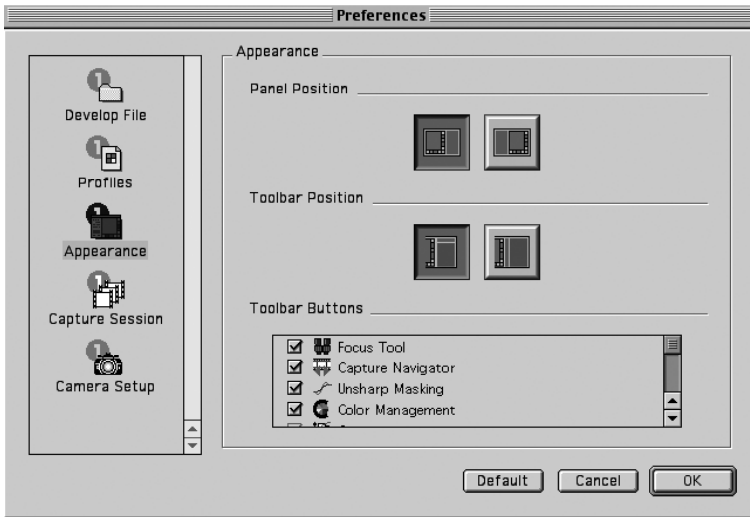 Preferences
Develop File
Profiles
Appearance
Capture Session
Camera Setup
Appearance
Panel Position
Toolbar Position
Toolbar Buttons
Focus Tool
Capture Navigator
Unsharp Masking
Color Management
Default
Cancel
OK